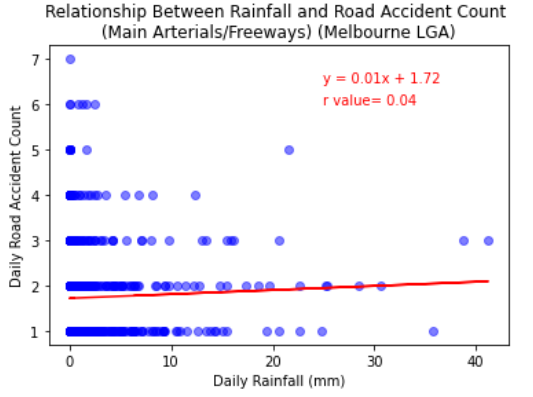 Relationship Between Rainfall and Road Accident Count
(Main Arterials/Freeways) (Melbourne LGA)
y = 0.01x + 1.72
r value= 0.04
Daily Road Accident Count
7
6
5
4
3
2
1
0
10
20
30
40
Daily Rainfall (mm)